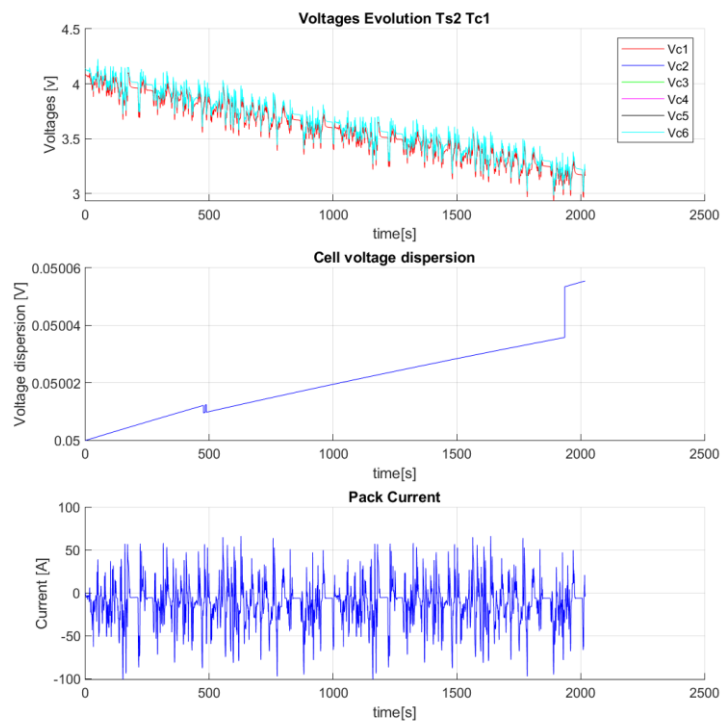 Voltages Evolution Ts2 Tc1
Voltages [v]
4.5
4
3.5
3
0
500
1000
1500
2000
2500
time[s]
Vc1
Vc2
Vc3
Vc4
Vc5
Vc6
Cell voltage dispersion
Voltage dispersion [V]
0.05006
0.05004
0.05002
0.05
0
500
1000
1500
2000
2500
time[s]
Pack Current
Current [A]
100
50
0
-50
-100
0
500
1000
1500
2000
2500
time[s]